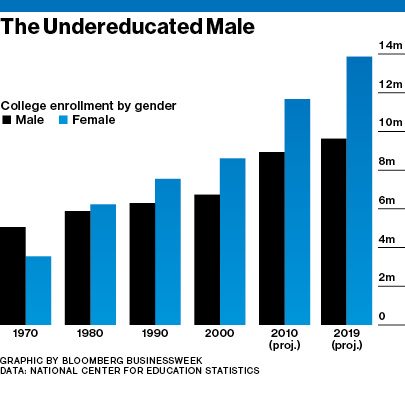 The Undereducated Male
14m
College enrollment by gender
Male Female
12m
10m
8m
6m
4m
2m
0
1970 1980 1990 2000 2010 2019
(proj.) (proj.)
GRAPHIC BY BLOOMBERG BUSINESSWEEK
DATA: NATIONAL CENTER FOR EDUCATION STATISTICS